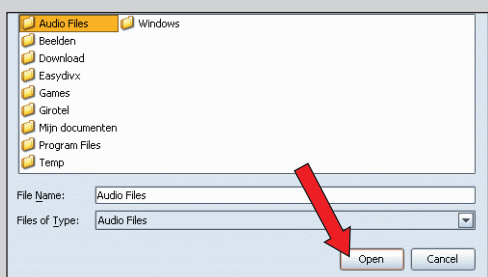 Audio Files Windows
Beelden
Download
Easydivx
Games
Girotel
Mijn documenten
Program Files
Temp
File Name: Audio Files
Files of Type: Audio Files
Open Cancel